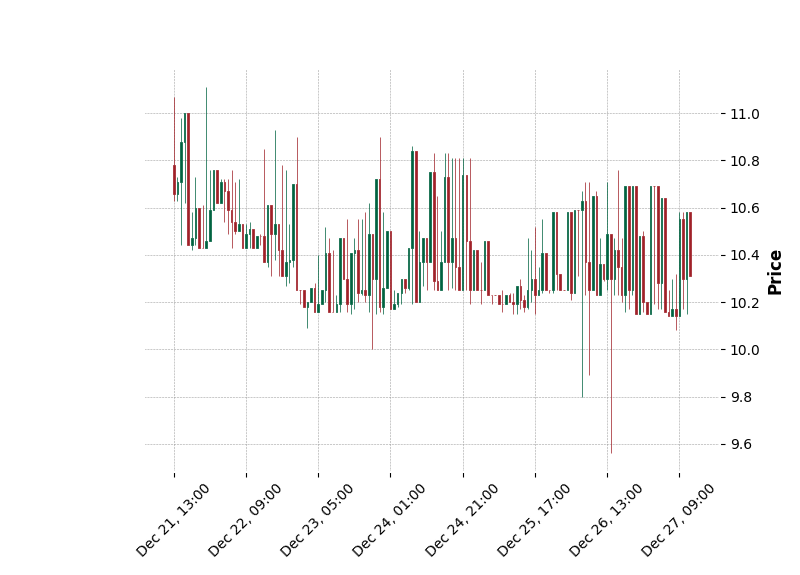 11.0
10.8
10.6
10.4
10.2
10.0
9.8
9.6
Price
Dec 21, 13:00
Dec 22, 09:00
Dec 23, 05:00
Dec 24, 01:00
Dec 24, 21:00
Dec 25, 17:00
Dec 26, 13:00
Dec 27, 09:00